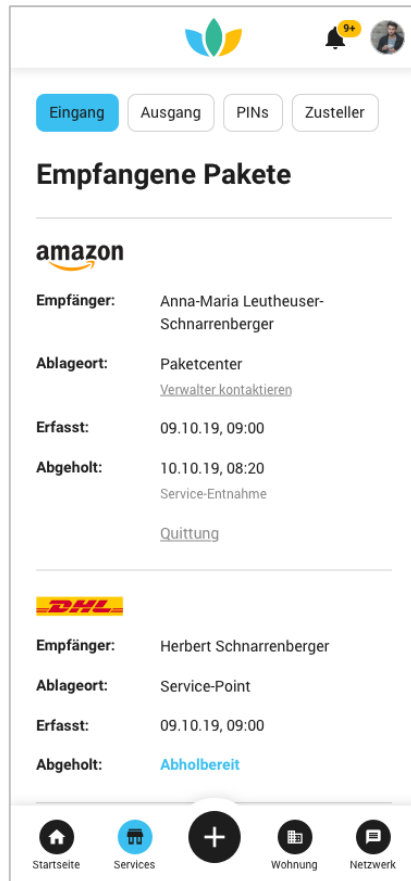 9+
Eingang Ausgang PINs Zusteller
Empfangene Pakete
amazon
Empfänger: Anna-Maria Leutheuser-
Schnarrenberger
Ablageort: Paketcenter
Verwalter kontaktieren
Erfasst: 09.10.19, 09:00
Abgeholt: 10.10.19, 08:20
Service-Entnahme
Quittung
DHL
Empfänger: Herbert Schnarrenberger
Ablageort: Service-Point
Erfasst: 09.10.19, 09:00
Abgeholt: Abholbereit
Startseite Services Wohnung Netzwerk